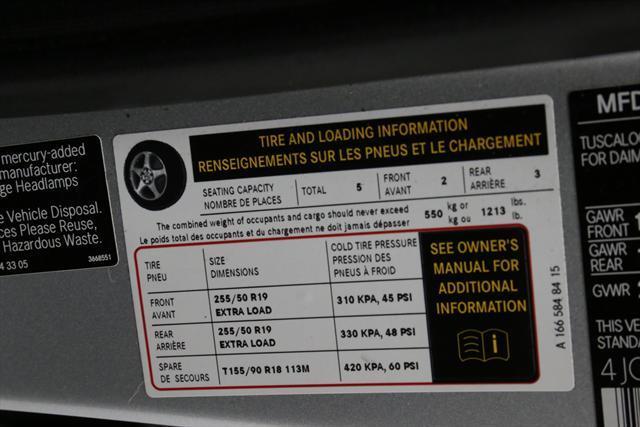 mercury-added
manufacturer:
ge Headlamps
e Vehicle Disposal.
ces Please Reuse,
Hazardous Waste.
4 33 05
3668551
TIRE AND LOADING INFORMATION
RENSEIGNEMENTS SUR LES PNEUS ET LE CHARGEMENT
SEATING CAPACITY
NOMBRE DE PLACES
TOTAL 5
FRONT
AVANT
2
REAR
ARRIÈRE
3
The combined weight of occupants and cargo should never exceed 550 kg or 1213 lbs.
Le poids total des occupants et du chargement ne doit jamais dépasser kg ou lb.
TIRE
PNEU
SIZE
DIMENSIONS
COLD TIRE PRESSURE
PRESSION DES
PNEUS À FROID
FRONT
AVANT
255/50 R19
EXTRA LOAD
310 KPA, 45 PSI
REAR
ARRIÈRE
255/50 R19
EXTRA LOAD
330 KPA, 48 PSI
SPARE
DE SECOURS
T155/90 R18 113M
420 KPA, 60 PSI
SEE OWNER'S
MANUAL FOR
ADDITIONAL
INFORMATION
A 166 584 84 15
MFD
TUSCALO
FOR DAIM
GAWR
FRONT
GAWR
REAR
GVWR
THIS VE
STANDA
4 JG